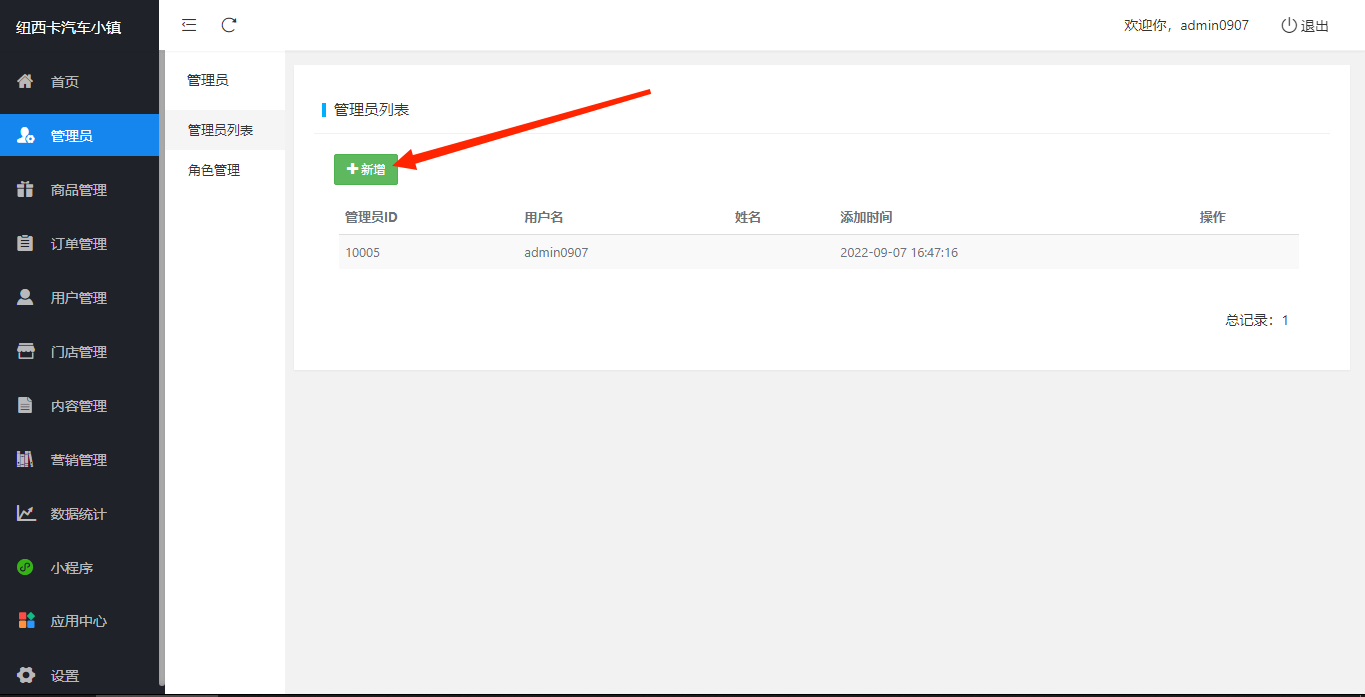 纽西卡汽车小镇
欢迎你，admin0907
退出
首页
管理员
商品管理
订单管理
用户管理
门店管理
内容管理
营销管理
数据统计
小程序
应用中心
设置
管理员
管理员列表
角色管理
管理员列表
新增
管理员ID 用户名 姓名 添加时间 操作
10005 admin0907 2022-09-07 16:47:16
总记录：1